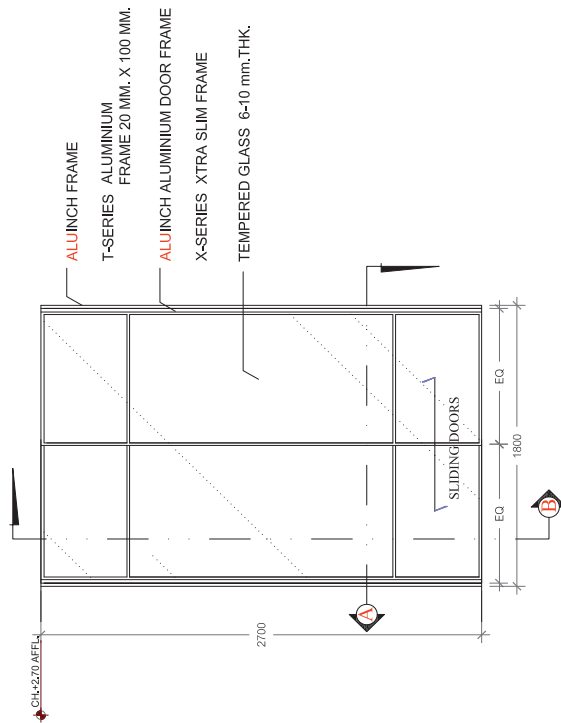 CH.+2.70 AFFL.
ALUINCH FRAME
T-SERIES ALUMINIUM
FRAME 20 MM. X 100 MM.
ALUINCH ALUMINIUM DOOR FRAME
X-SERIES XTRA SLIM FRAME
TEMPERED GLASS 6-10 mm.THK.
2700
A
SLIDING DOORS
EQ
EQ
1800
B